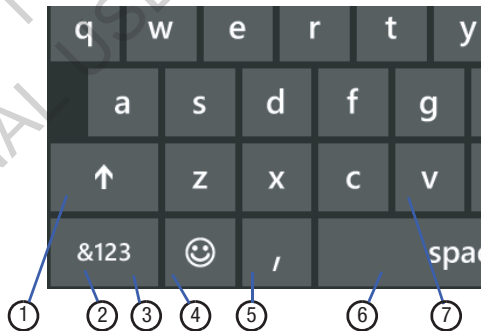 q w e r t y
a s d f g
↑ z x c v
&123 ☺ , spac
1 2 3 4 5 6 7